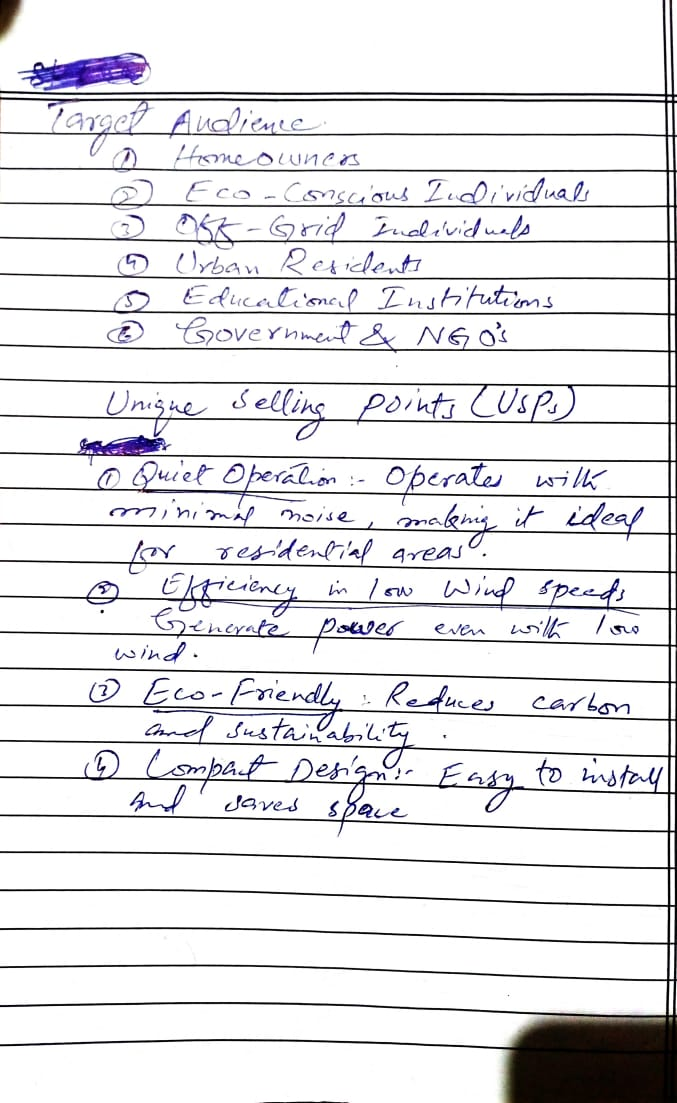 Target Audience
① Homeowners
② Eco-Conscious Individuals
③ Off-Grid Individuals
④ Urban Residents
⑤ Educational Institutions
⑥ Government & NGO's
Unique Selling points (USPs)
① Quiet Operation :- Operates with
minimal noise, making it ideal
for residential areas.
② Efficiency in low wind speeds
Generate power even with low
wind.
③ Eco-Friendly : Reduces carbon
and sustainability.
④ Compact Design :- Easy to install
and saves space